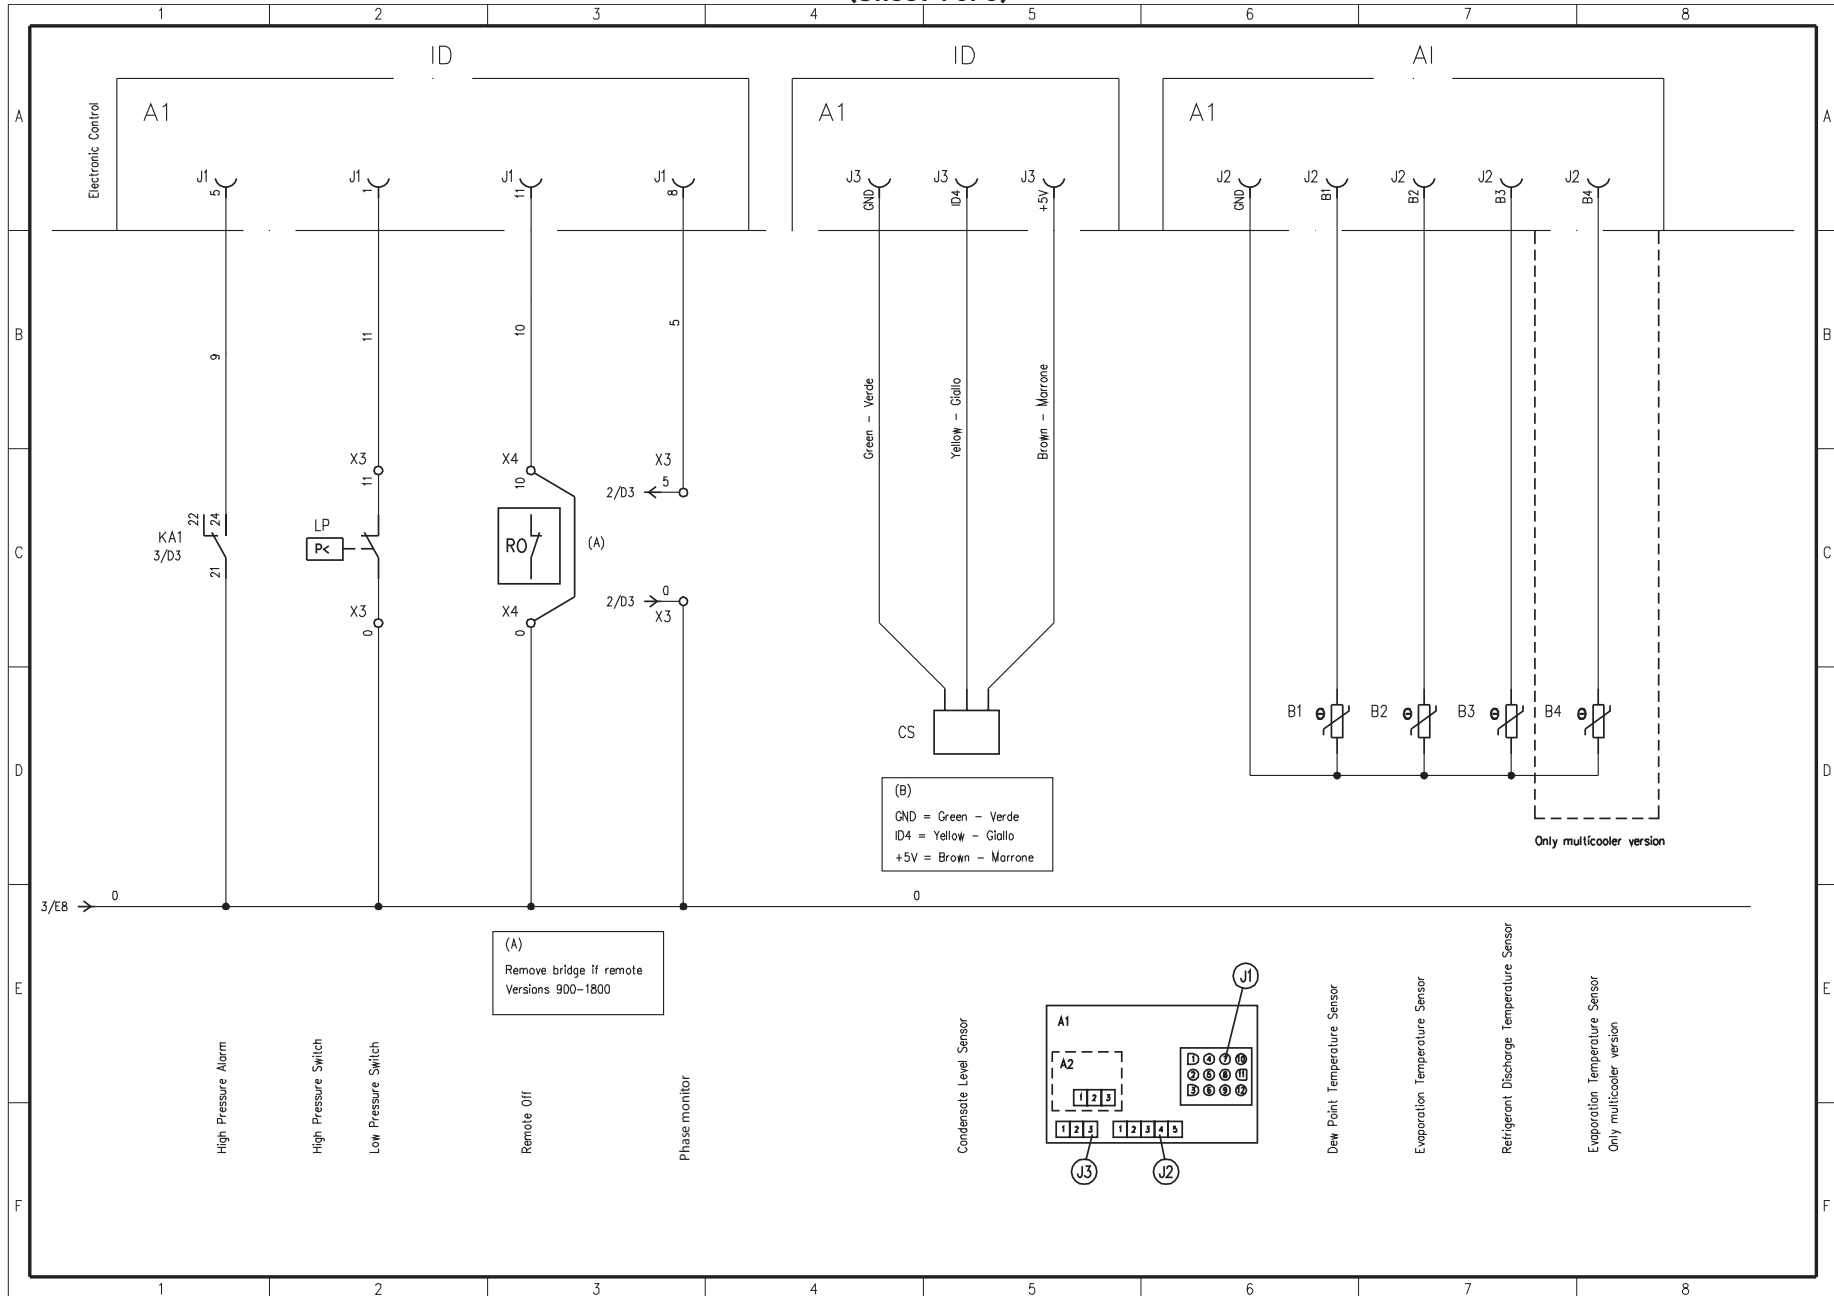 1 2 3 4 5 6 7 8
ID ID AI
A A
Electronic Control
A1 A1 A1
J1 J1 J1 J1 J3 J3 J3 J2 J2 J2 J2 J2
5 1 11 8 GND ID4 +5V GND B1 B2 B3 B4
B B
9 11 10 5
Green - Verde
Yellow - Giallo
Brown - Marrone
X3 X4 X3
11 10 2/D3 5
22 24
KA1
3/D3
21
LP
P<
RO
(A)
C C
2/D3 0
X3 X4 X3
0 0
B1 θ B2 θ B3 θ B4 θ
CS
D D
(B)
GND = Green - Verde
ID4 = Yellow - Giallo
+5V = Brown - Marrone
Only multicooler version
3/E8 0 0
(A)
Remove bridge if remote
Versions 900-1800
E E
High Pressure Alarm
High Pressure Switch
Low Pressure Switch
Remote Off
Phase monitor
Condensate Level Sensor
J1
A1
A2
1 2 3
1 4 7 10
2 5 8 11
3 6 9 12
1 2 3 1 2 3 4 5
J3 J2
Dew Point Temperature Sensor
Evaporation Temperature Sensor
Refrigerant Discharge Temperature Sensor
Evaporation Temperature Sensor
Only multicooler version
F F
1 2 3 4 5 6 7 8